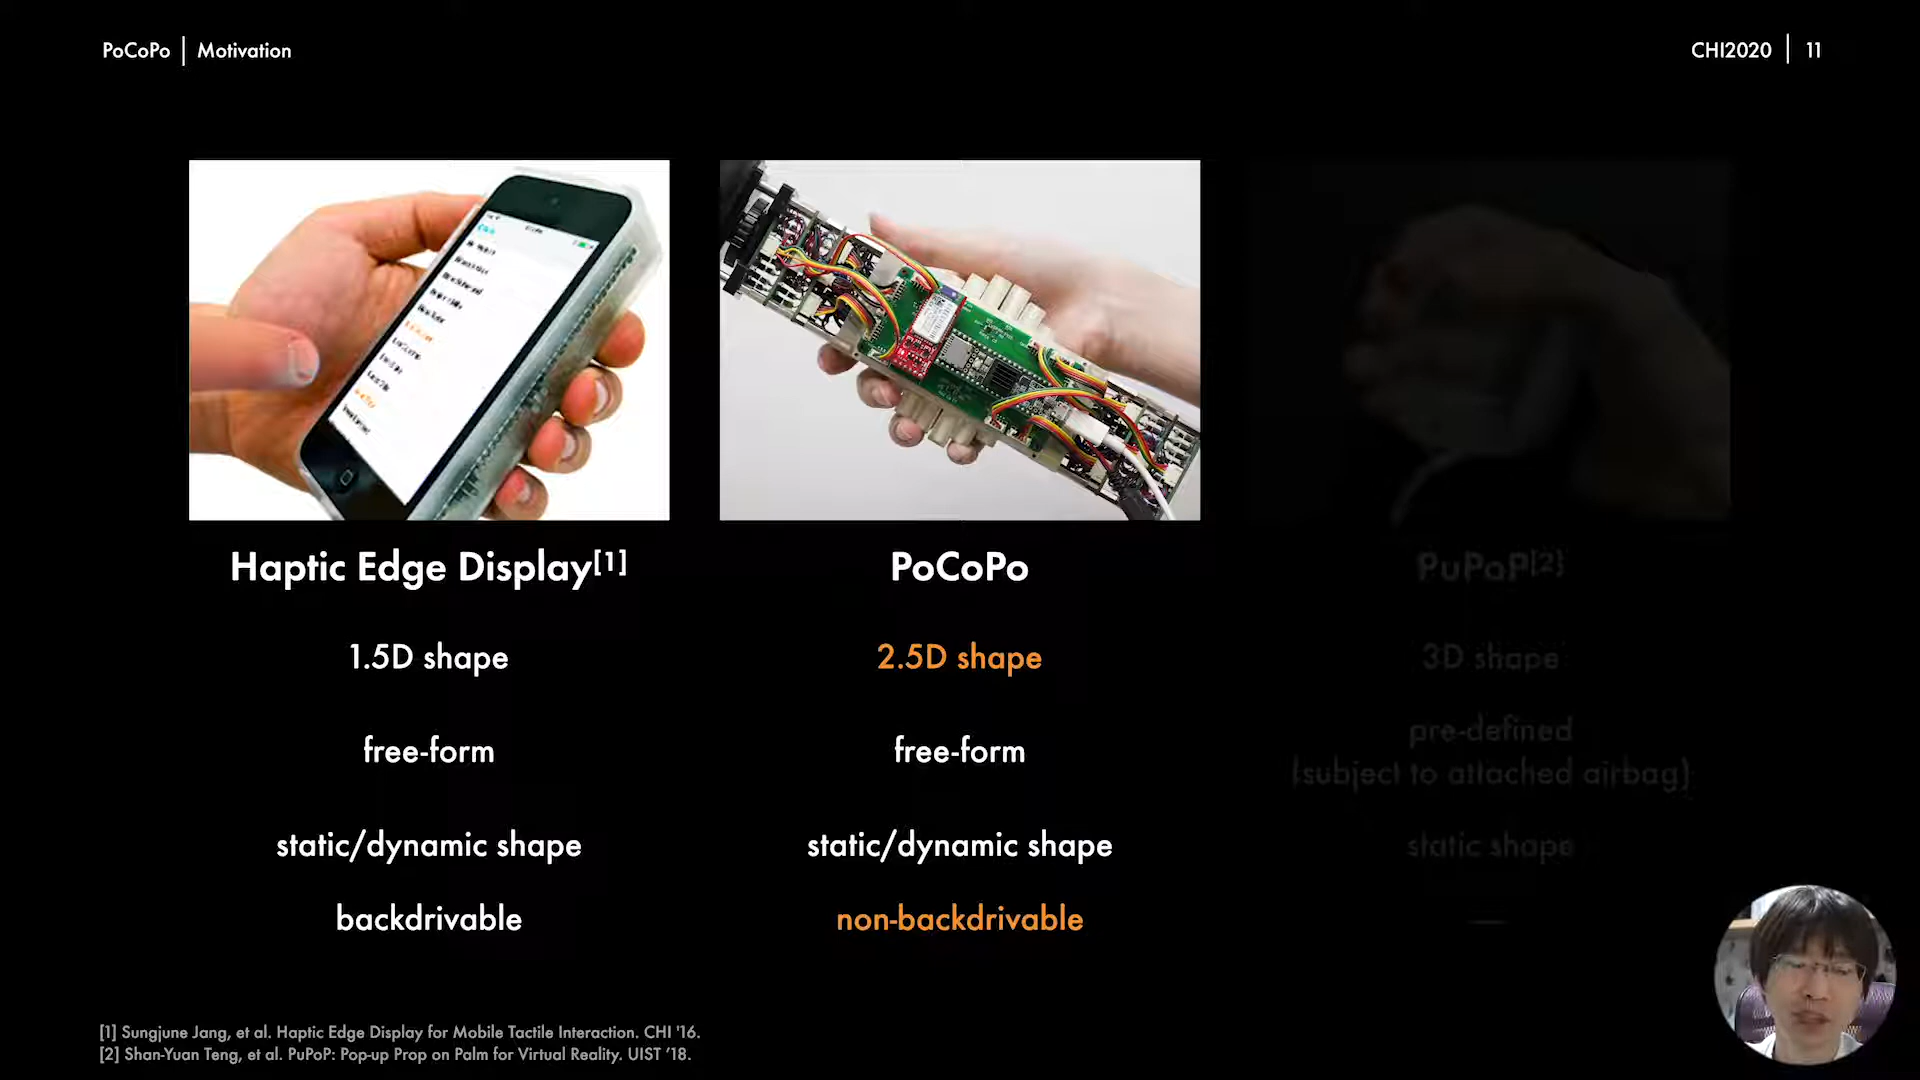 PoCoPo | Motivation
CHI2020 | 11
Haptic Edge Display[1]
PoCoPo
PuPoP[2]
1.5D shape
2.5D shape
3D shape
free-form
free-form
pre-defined
(subject to attached airbag)
static/dynamic shape
static/dynamic shape
static shape
backdrivable
non-backdrivable
[1] Sungjune Jang, et al. Haptic Edge Display for Mobile Tactile Interaction. CHI '16.
[2] Shan-Yuan Teng, et al. PuPoP: Pop-up Prop on Palm for Virtual Reality. UIST '18.